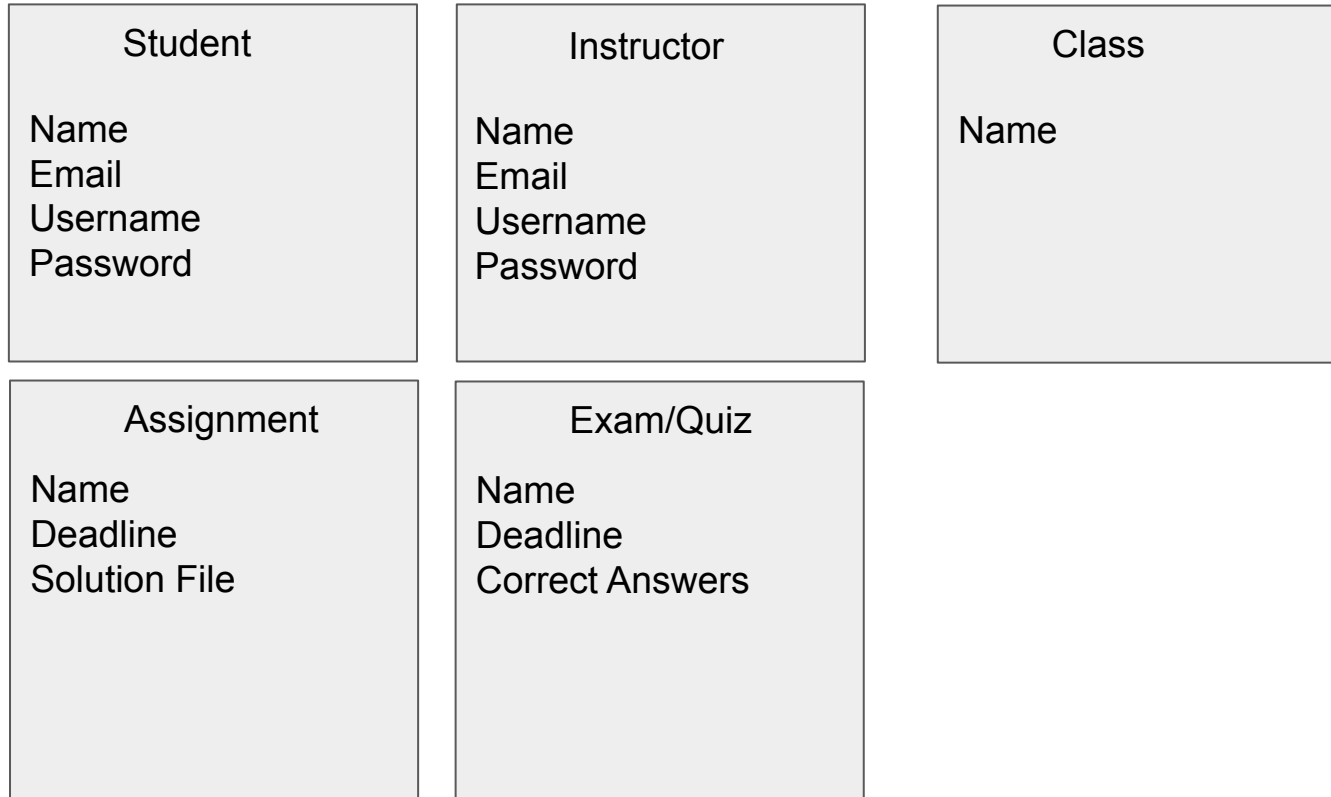 Student
Name
Email
Username
Password
Instructor
Name
Email
Username
Password
Class
Name
Assignment
Name
Deadline
Solution File
Exam/Quiz
Name
Deadline
Correct Answers